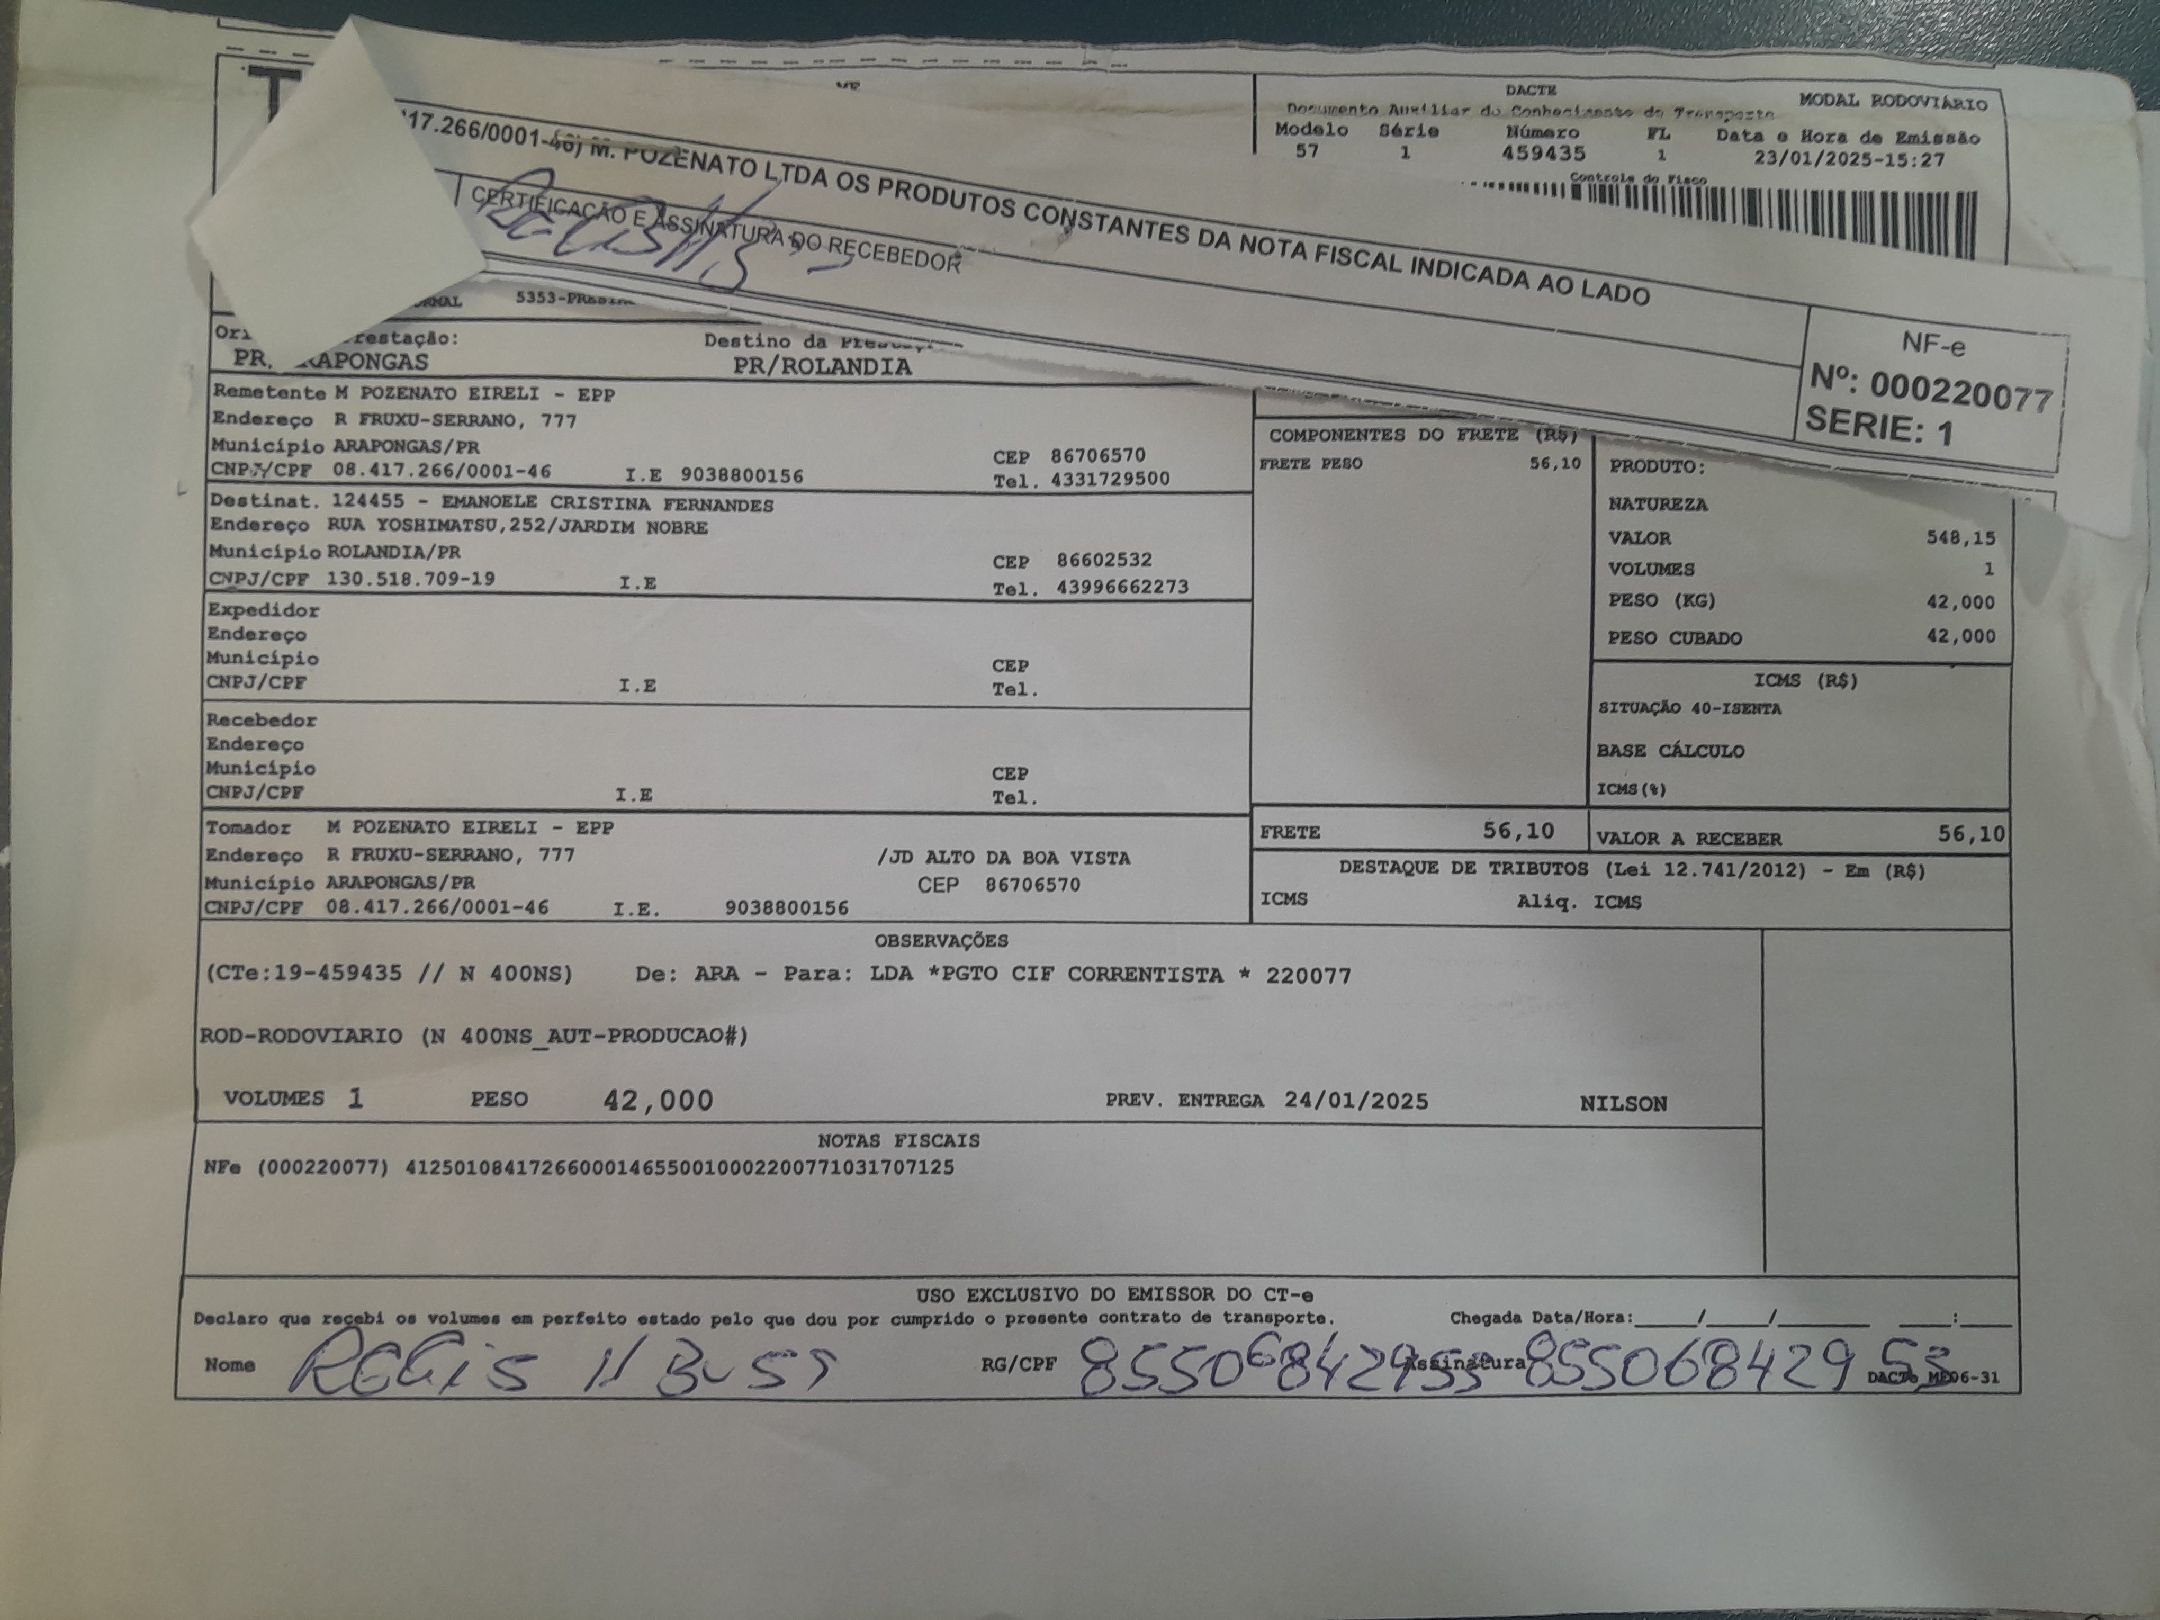 T
DACTE
MODAL RODOVIÁRIO
Documento Auxiliar do Conhecimento de Transporte
Modelo Série Número FL Data e Hora de Emissão
57 1 459435 1 23/01/2025-15:27
Controle do Fisco
17.266/0001-46) M. POZENATO LTDA OS PRODUTOS CONSTANTES DA NOTA FISCAL INDICADA AO LADO
CERTIFICAÇÃO E ASSINATURA DO RECEBEDOR
NF-e
Nº: 000220077
SERIE: 1
Destino da
PR/ROLANDIA
Remetente M POZENATO EIRELI - EPP
Endereço R FRUXU-SERRANO, 777
Município ARAPONGAS/PR CEP 86706570
CNPJ/CPF 08.417.266/0001-46 I.E 9038800156 Tel. 4331729500
Destinat. 124455 - EMANOELE CRISTINA FERNANDES
Endereço RUA YOSHIMATSU,252/JARDIM NOBRE
Município ROLANDIA/PR CEP 86602532
CNPJ/CPF 130.518.709-19 I.E Tel. 43996662273
Expedidor
Endereço
Município CEP
CNPJ/CPF I.E Tel.
Recebedor
Endereço
Município CEP
CNPJ/CPF I.E Tel.
Tomador M POZENATO EIRELI - EPP
Endereço R FRUXU-SERRANO, 777 /JD ALTO DA BOA VISTA
Município ARAPONGAS/PR CEP 86706570
CNPJ/CPF 08.417.266/0001-46 I.E. 9038800156
COMPONENTES DO FRETE (R$)
FRETE PESO 56,10
PRODUTO:
NATUREZA
VALOR 548,15
VOLUMES 1
PESO (KG) 42,000
PESO CUBADO 42,000
ICMS (R$)
SITUAÇÃO 40-ISENTA
BASE CÁLCULO
ICMS(%)
FRETE 56,10 VALOR A RECEBER 56,10
DESTAQUE DE TRIBUTOS (Lei 12.741/2012) - Em (R$)
ICMS Aliq. ICMS
OBSERVAÇÕES
(CTe:19-459435 // N 400NS) De: ARA - Para: LDA *PGTO CIF CORRENTISTA * 220077
ROD-RODOVIARIO (N 400NS_AUT-PRODUCAO#)
VOLUMES 1 PESO 42,000 PREV. ENTREGA 24/01/2025 NILSON
NOTAS FISCAIS
NFe (000220077) 41250108417266000146550010002200771031707125
USO EXCLUSIVO DO EMISSOR DO CT-e
Declaro que recebi os volumes em perfeito estado pelo que dou por cumprido o presente contrato de transporte. Chegada Data/Hora:____/____/______ ___:___
Nome REGIS RG/CPF 85506842953 Assinatura 85506842953